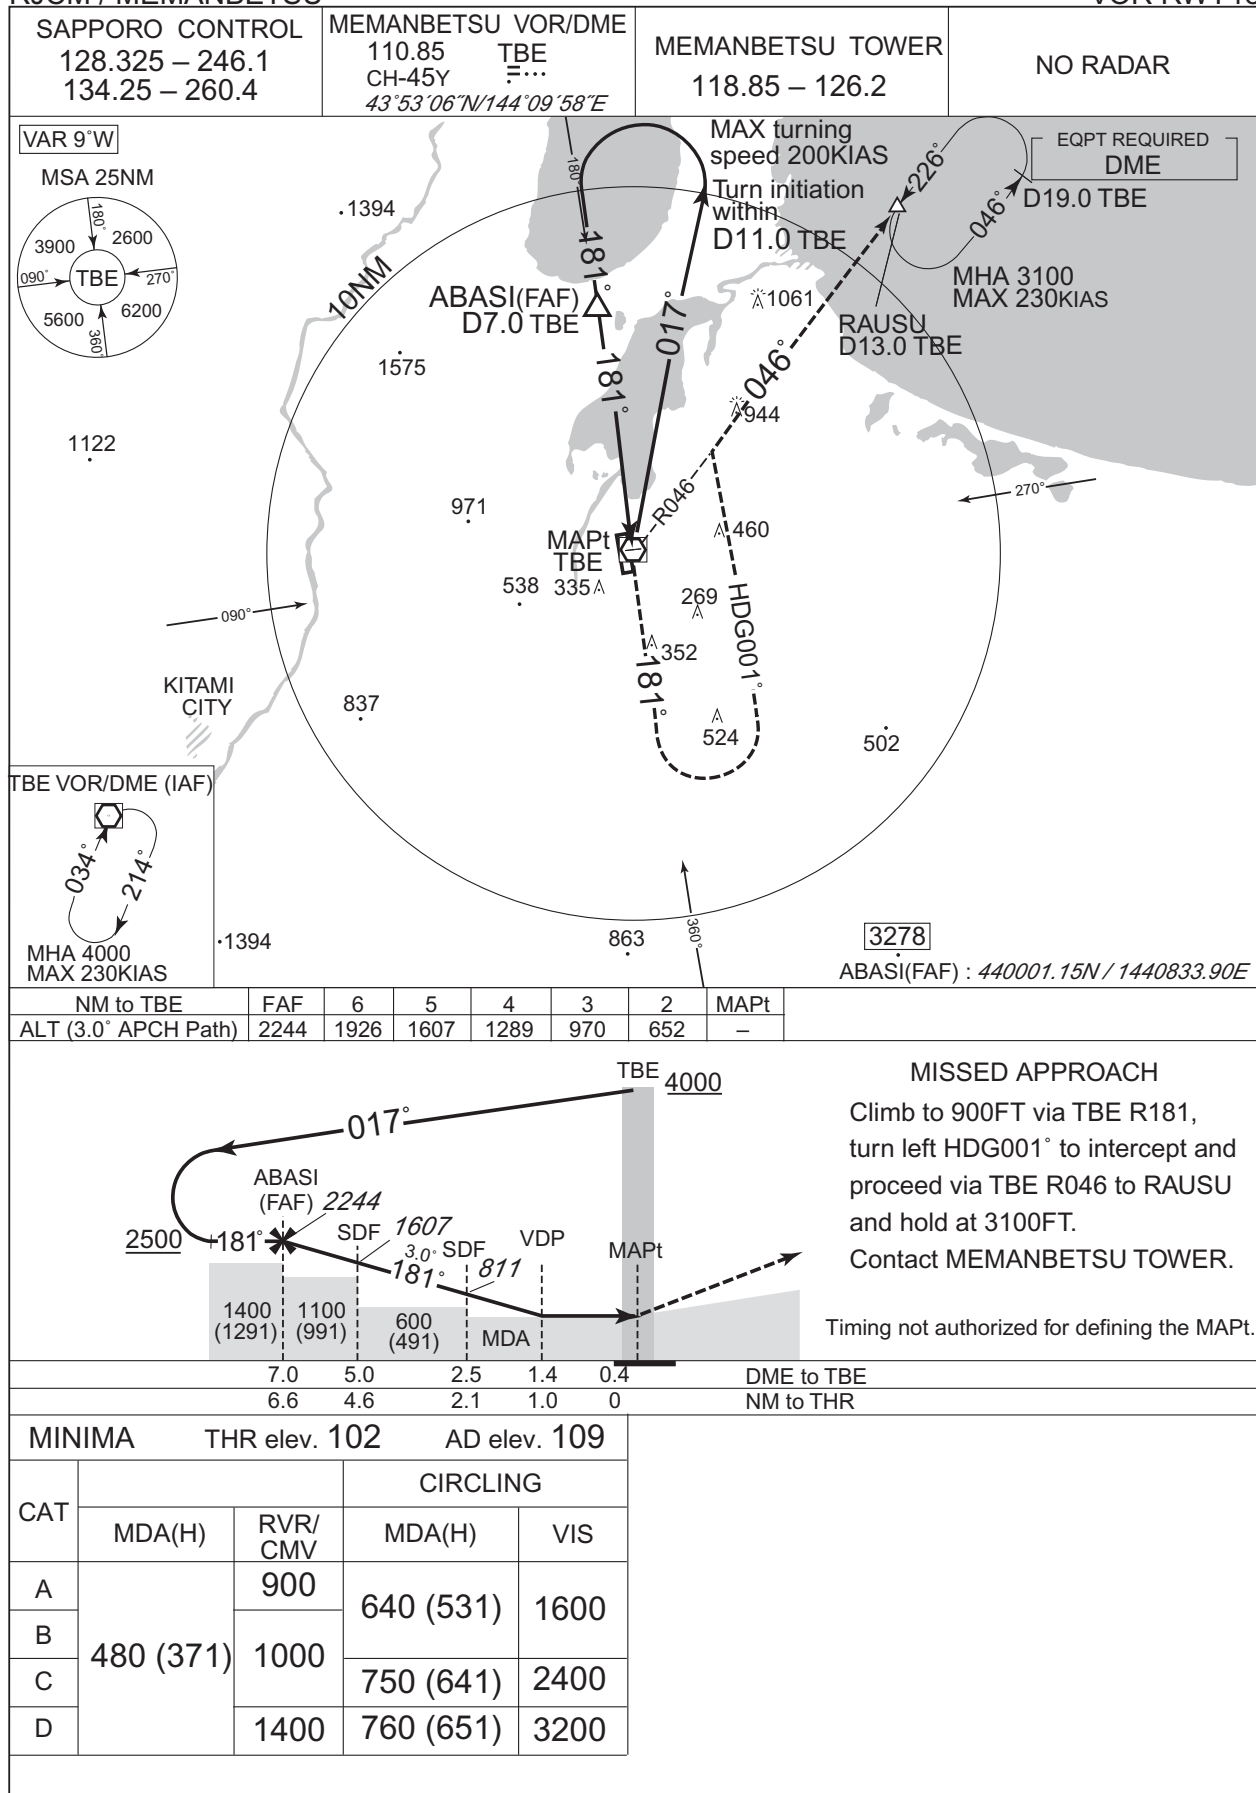 RJCM / MEMANBETSU
SAPPORO CONTROL
128.325 – 246.1
134.25 – 260.4
MEMANBETSU VOR/DME
110.85 TBE
CH-45Y
43°53´06˝N/144°09´58˝E
MEMANBETSU TOWER
118.85 – 126.2
NO RADAR
VAR 9°W
MSA 25NM
180°
3900
2600
090°
TBE
270°
5600
6200
360°
1394
10NM
180°
181°
ABASI(FAF)
D7.0 TBE
181°
017°
MAX turning
speed 200KIAS
Turn initiation
within
D11.0 TBE
226°
046°
EQPT REQUIRED
DME
D19.0 TBE
MHA 3100
MAX 230KIAS
RAUSU
D13.0 TBE
1061
046°
944
1575
1122
971
R046
270°
MAPt
TBE
460
538
335
269
HDG001°
090°
352
181°
KITAMI
CITY
837
524
502
TBE VOR/DME (IAF)
034°
214°
MHA 4000
MAX 230KIAS
1394
863
360°
3278
ABASI(FAF) : 440001.15N / 1440833.90E
NM to TBE FAF 6 5 4 3 2 MAPt
ALT (3.0° APCH Path) 2244 1926 1607 1289 970 652 –
TBE
4000
017°
ABASI
(FAF) 2244
2500
181°
SDF 1607
3.0°
181°
SDF
811
VDP
MAPt
1400
(1291)
1100
(991)
600
(491)
MDA
MISSED APPROACH
Climb to 900FT via TBE R181,
turn left HDG001° to intercept and
proceed via TBE R046 to RAUSU
and hold at 3100FT.
Contact MEMANBETSU TOWER.
Timing not authorized for defining the MAPt.
7.0 5.0 2.5 1.4 0.4 DME to TBE
6.6 4.6 2.1 1.0 0 NM to THR
MINIMA THR elev. 102 AD elev. 109
CAT
CIRCLING
MDA(H)
RVR/
CMV
MDA(H)
VIS
A
900
640 (531)
1600
B
480 (371)
1000
C
750 (641)
2400
D
1400
760 (651)
3200